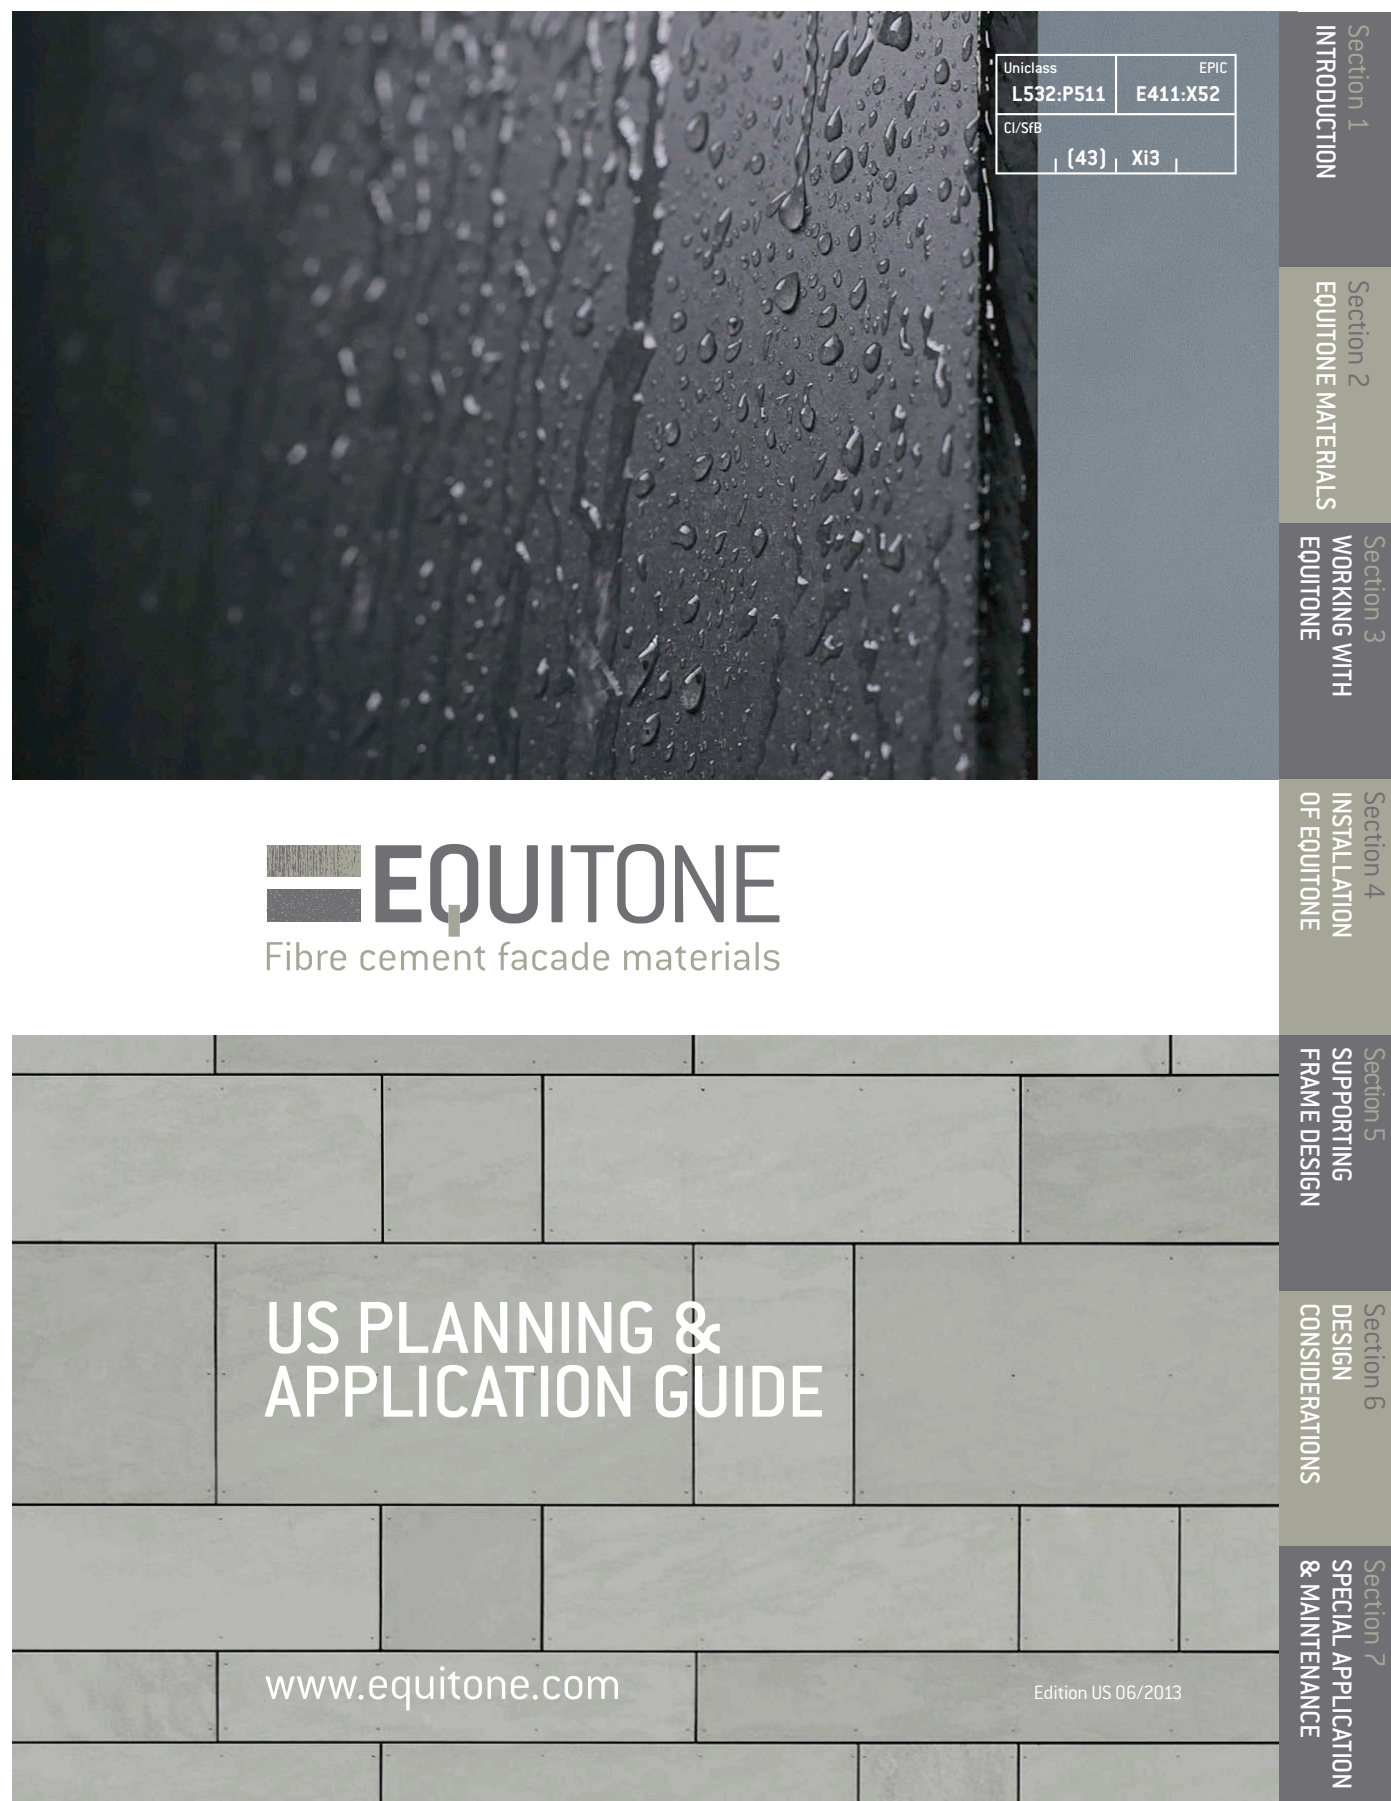 Uniclass
EPIC
L532:P511
E411:X52
CI/SfB
(43)
Xi3
EQUITONE
Fibre cement facade materials
US PLANNING &
APPLICATION GUIDE
www.equitone.com
Edition US 06/2013
Section 1
INTRODUCTION
Section 2
EQUITONE MATERIALS
Section 3
WORKING WITH
EQUITONE
Section 4
INSTALLATION
OF EQUITONE
Section 5
SUPPORTING
FRAME DESIGN
Section 6
DESIGN
CONSIDERATIONS
Section 7
SPECIAL APPLICATION
& MAINTENANCE